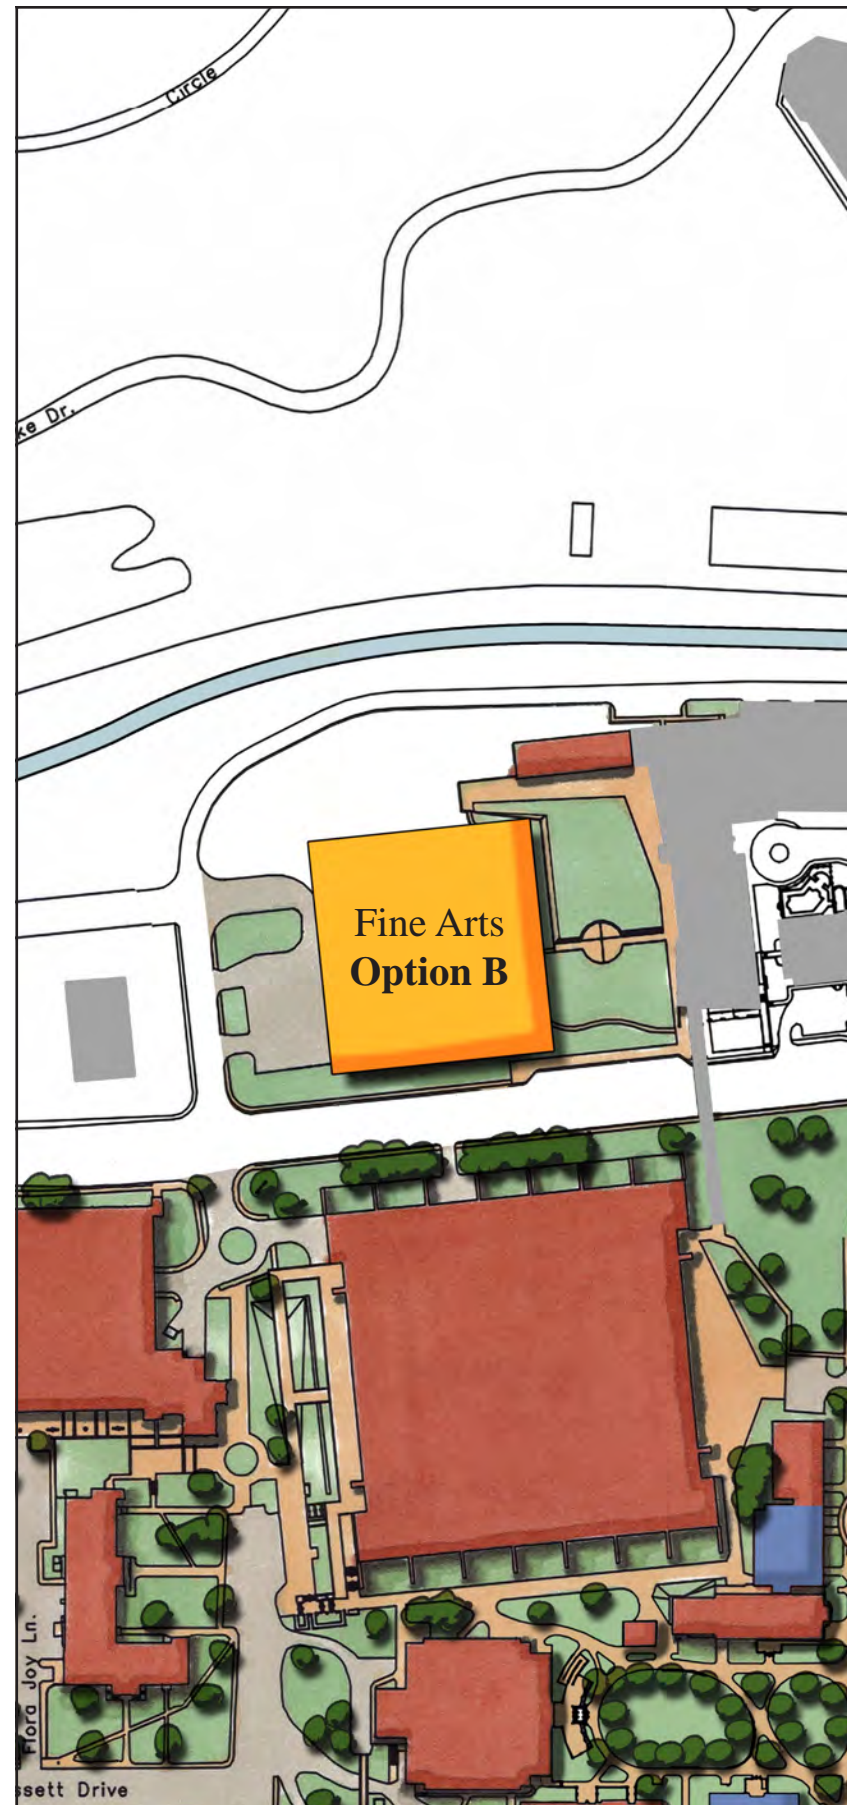 Circle
ke Dr.
Fine Arts
Option B
Flora Joy Ln.
ssett Drive